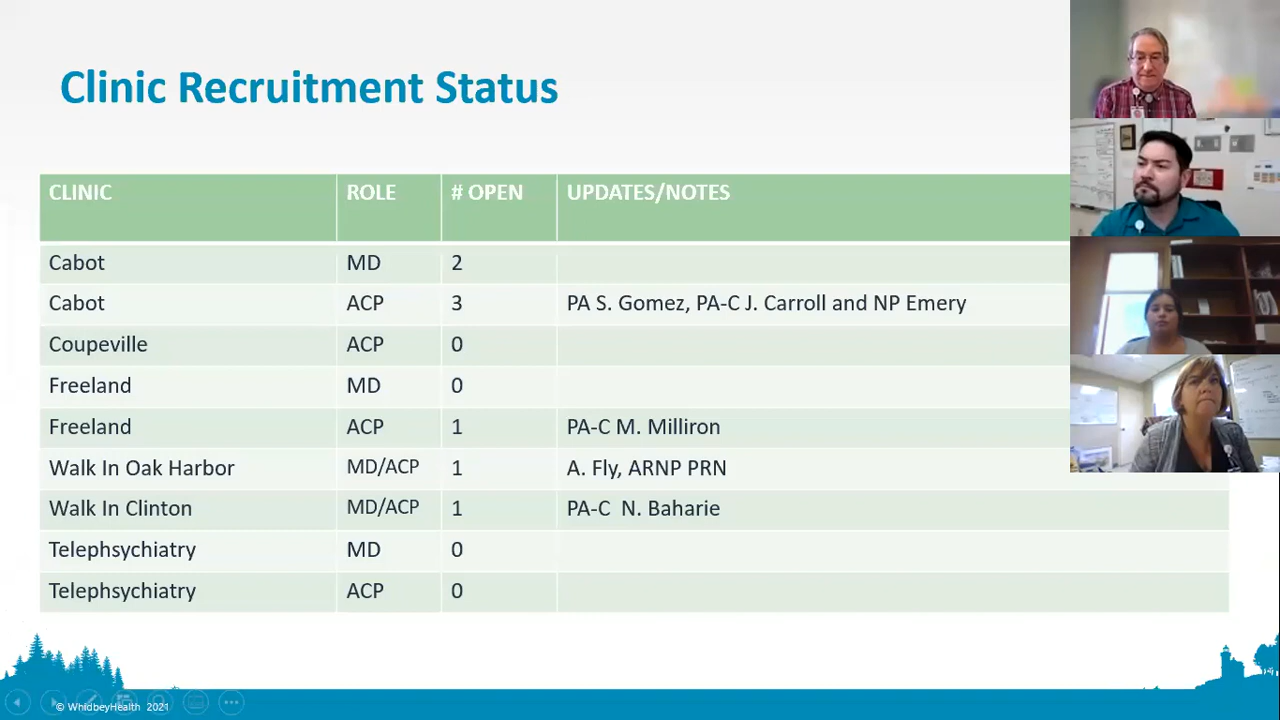 Clinic Recruitment Status
CLINIC ROLE # OPEN UPDATES/NOTES
Cabot MD 2
Cabot ACP 3 PA S. Gomez, PA-C J. Carroll and NP Emery
Coupeville ACP 0
Freeland MD 0
Freeland ACP 1 PA-C M. Milliron
Walk In Oak Harbor MD/ACP 1 A. Fly, ARNP PRN
Walk In Clinton MD/ACP 1 PA-C N. Baharie
Telephsychiatry MD 0
Telephsychiatry ACP 0
© WhidbeyHealth 2021